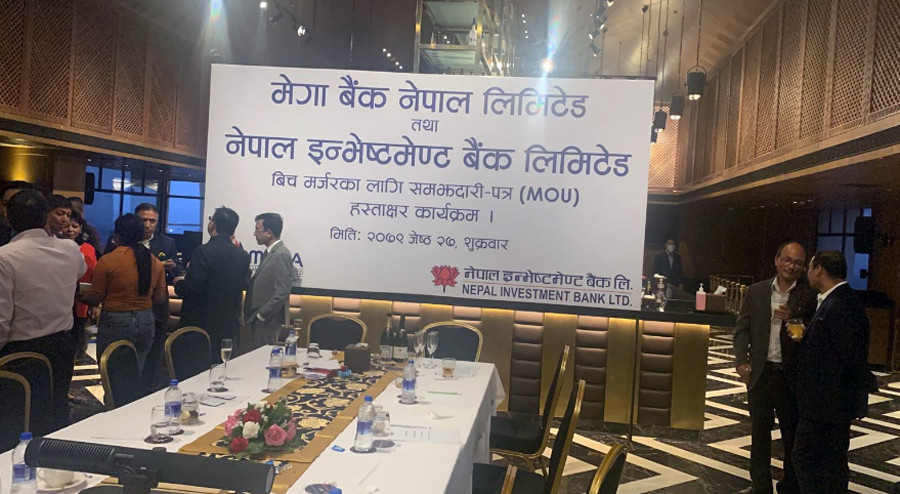 मेगा बैंक नेपाल लिमिटेड
तथा
नेपाल इन्भेष्टमेण्ट बैंक लिमिटेड
बिच मर्जरका लागि समझदारी-पत्र (MOU)
हस्ताक्षर कार्यक्रम ।
मितिः २०७९ जेष्ठ २७, शुक्रवार
नेपाल इन्भेष्टमेण्ट बैंक लि.
NEPAL INVESTMENT BANK LTD.